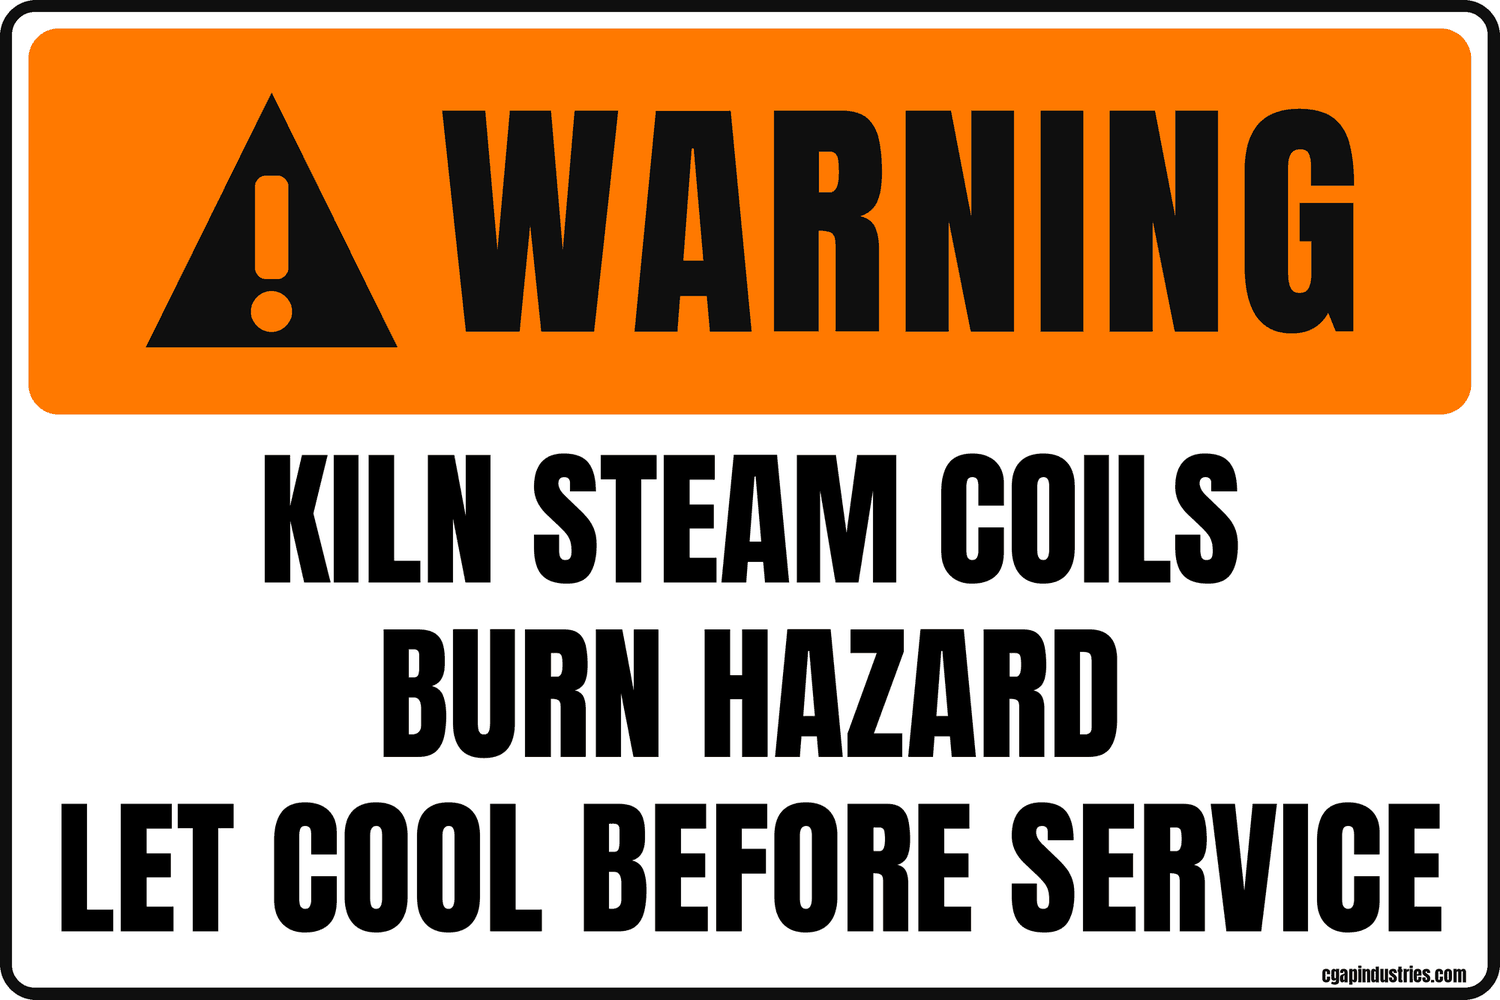 WARNING
KILN STEAM COILS
BURN HAZARD
LET COOL BEFORE SERVICE
cgapindustries.com